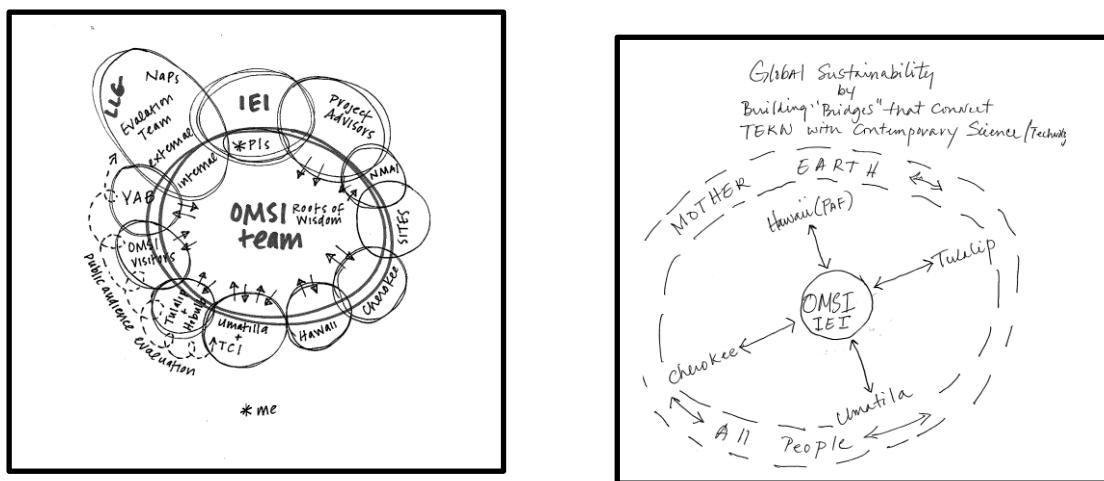 LLG
Naps
Evaluation
Team
external
internal
IEI
*PIs
Project
Advisors
NMAI
SITES
Cherokee
Hawaii
Umatilla
+
TCI
Tulalip
+
Hibulb
OMSI
Visitors
YAB
public audience
evaluation
OMSI Roots of
Wisdom
team
*me
Global Sustainability
by
Building "Bridges" that Connect
TEKW with Contemporary Science/
MOTHER EARTH
Hawaii (PAF)
Tulalip
OMSI
IEI
Cherokee
Umatila
All People